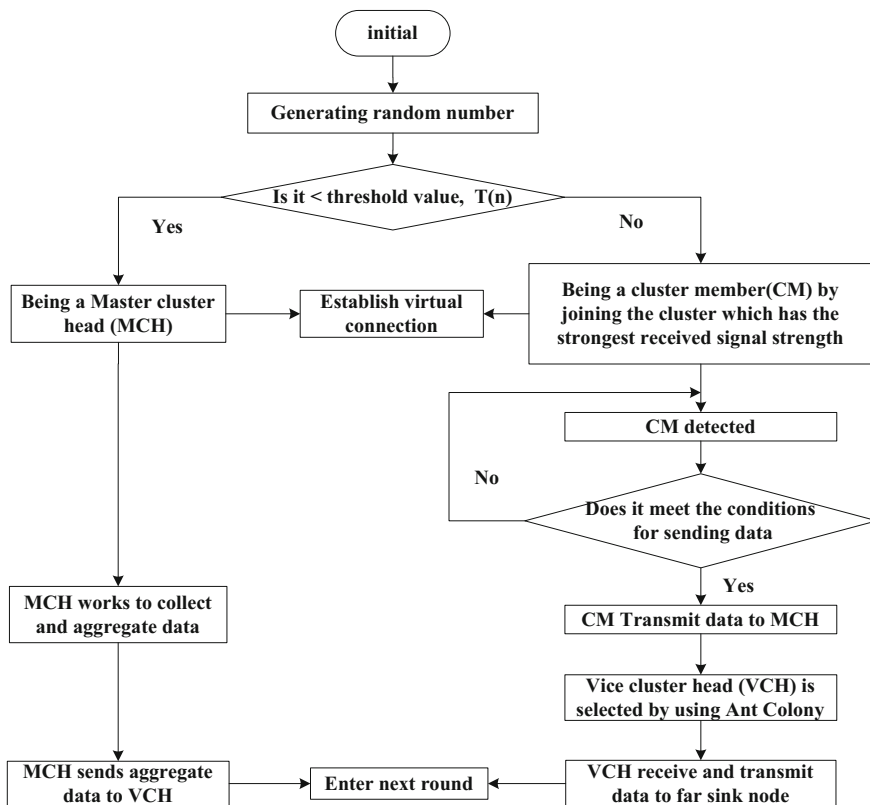 initial
Generating random number
Is it < threshold value, T(n)
Yes
No
Being a Master cluster
head (MCH)
Establish virtual
connection
Being a cluster member(CM) by
joining the cluster which has the
strongest received signal strength
CM detected
No
Does it meet the conditions
for sending data
Yes
MCH works to collect
and aggregate data
CM Transmit data to MCH
Vice cluster head (VCH) is
selected by using Ant Colony
MCH sends aggregate
data to VCH
Enter next round
VCH receive and transmit
data to far sink node